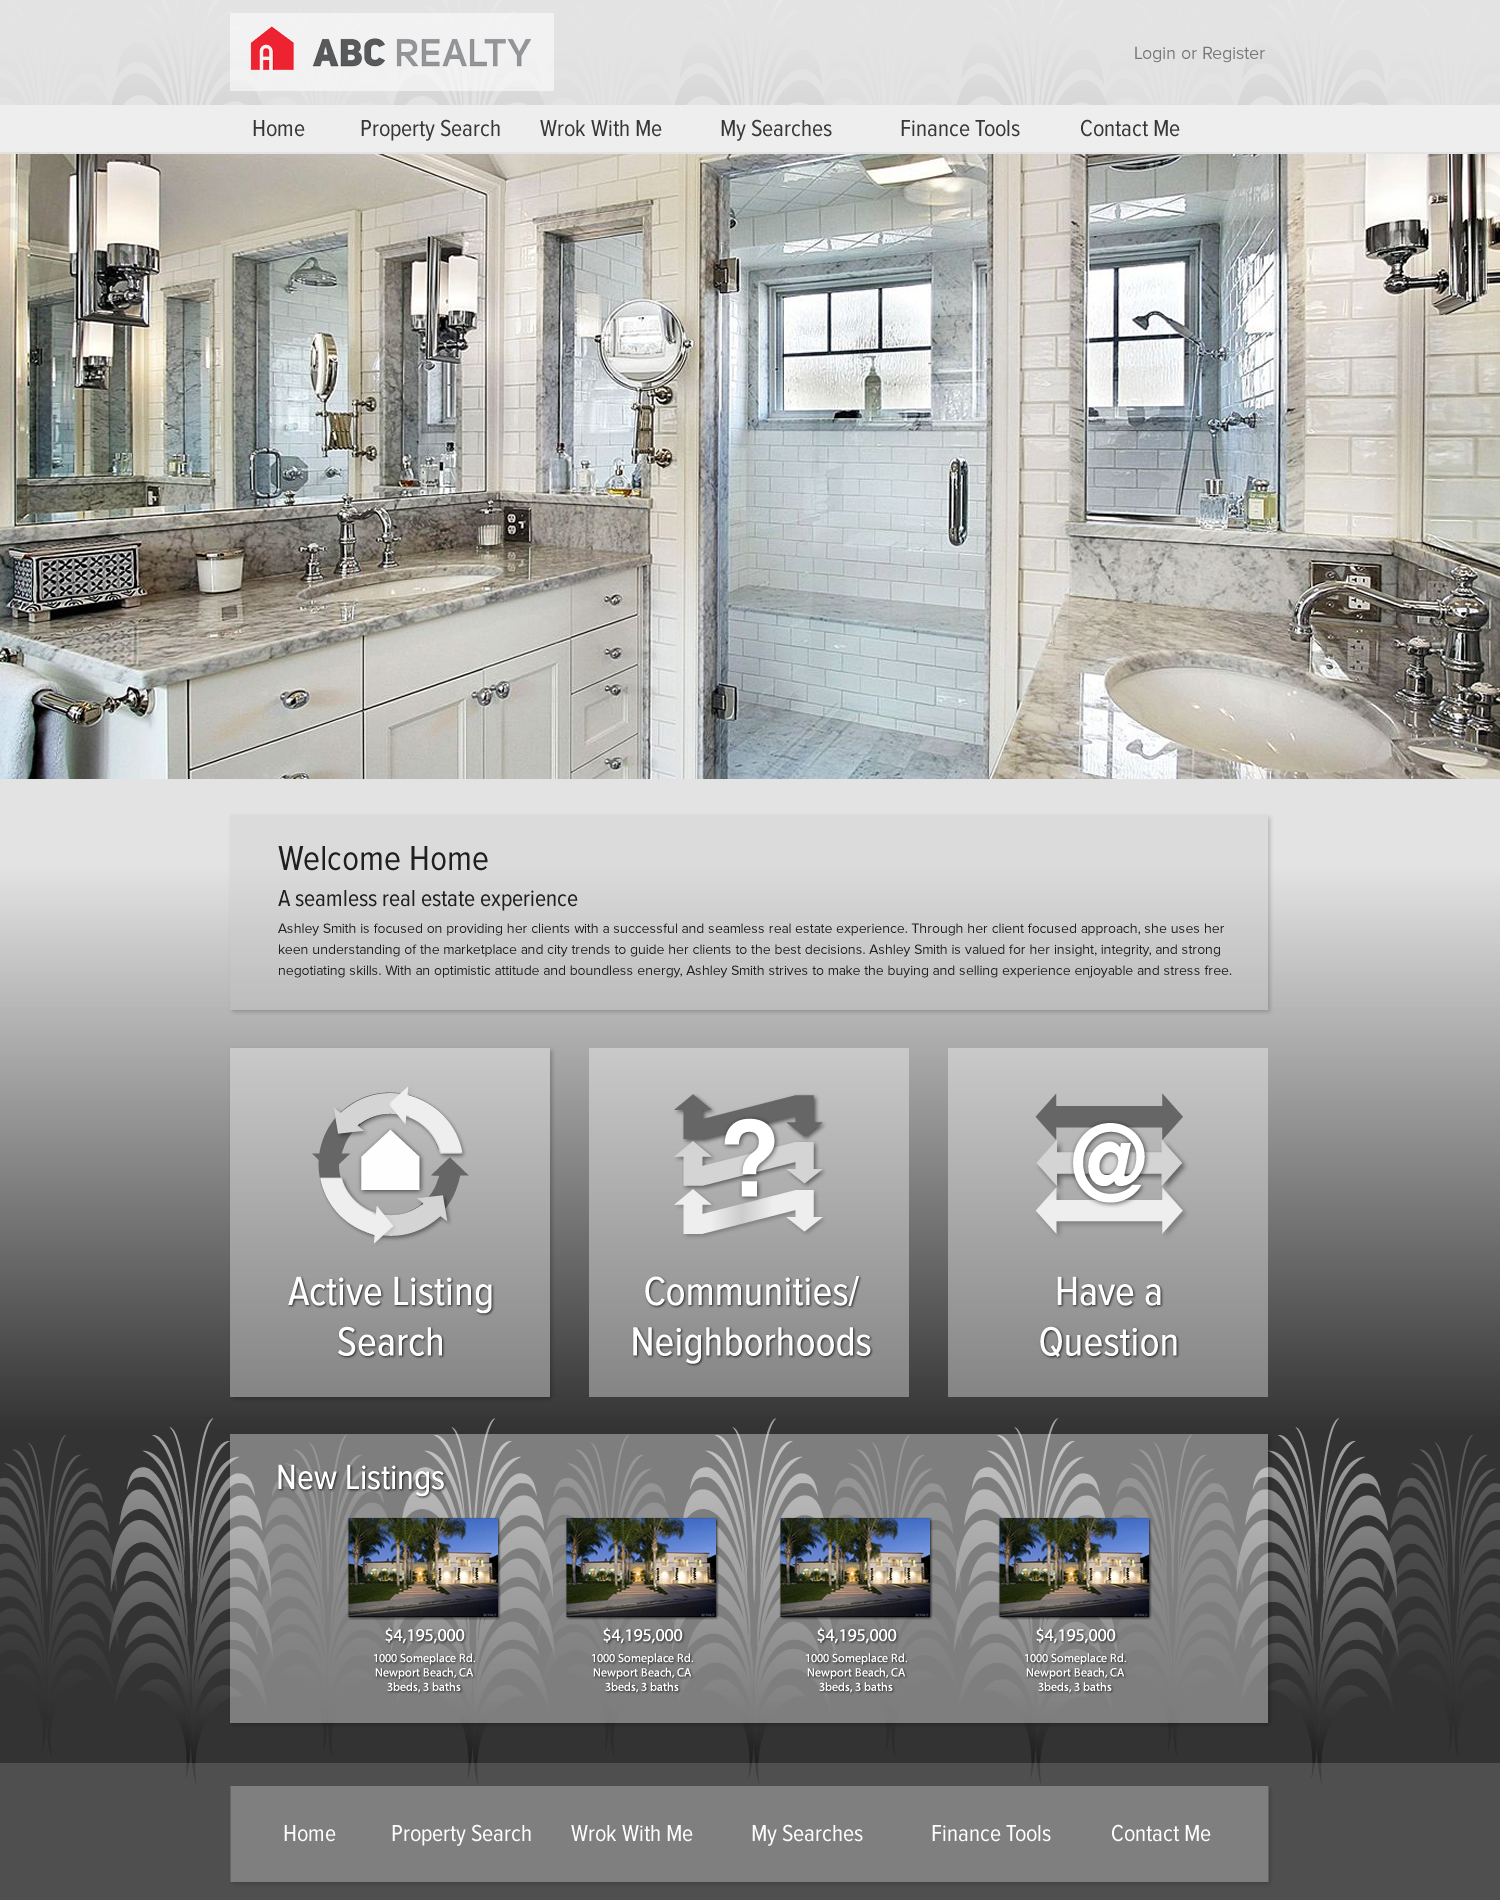 ABC REALTY
Login or Register
Home Property Search Wrok With Me My Searches Finance Tools Contact Me
Welcome Home
A seamless real estate experience
Ashley Smith is focused on providing her clients with a successful and seamless real estate experience. Through her client focused approach, she uses her
keen understanding of the marketplace and city trends to guide her clients to the best decisions. Ashley Smith is valued for her insight, integrity, and strong
negotiating skills. With an optimistic attitude and boundless energy, Ashley Smith strives to make the buying and selling experience enjoyable and stress free.
?
@
Active Listing
Search
Communities/
Neighborhoods
Have a
Question
New Listings
$4,195,000
1000 Someplace Rd.
Newport Beach, CA
3beds, 3 baths
$4,195,000
1000 Someplace Rd.
Newport Beach, CA
3beds, 3 baths
$4,195,000
1000 Someplace Rd.
Newport Beach, CA
3beds, 3 baths
$4,195,000
1000 Someplace Rd.
Newport Beach, CA
3beds, 3 baths
Home Property Search Wrok With Me My Searches Finance Tools Contact Me